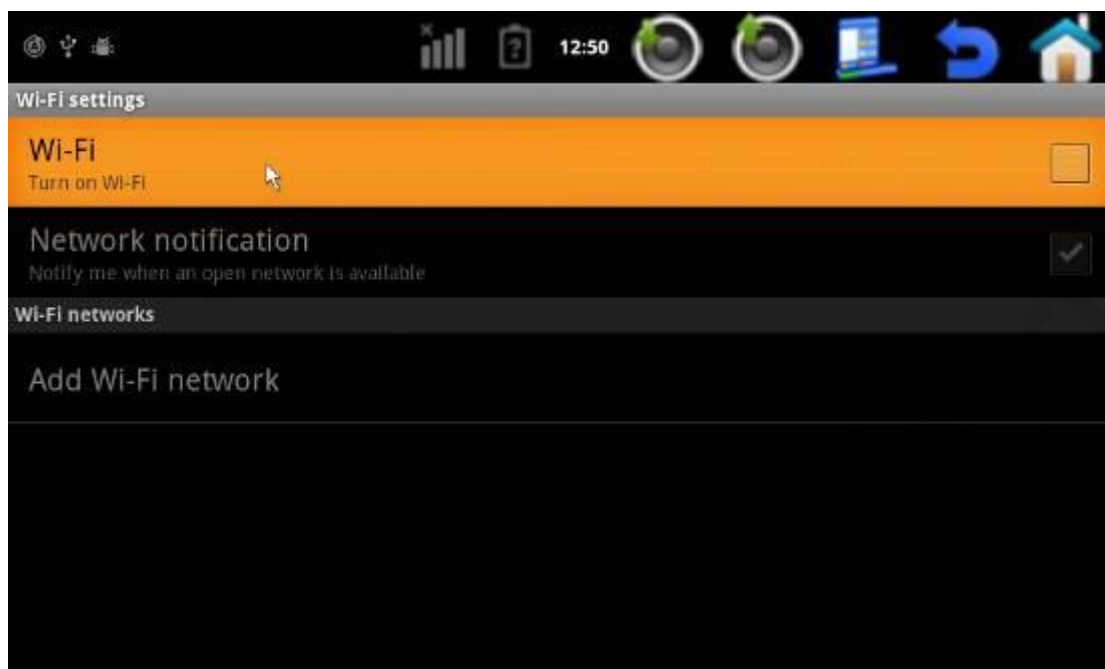 12:50
Wi-Fi settings
Wi-Fi
Turn on Wi-Fi
Network notification
Notify me when an open network is available
Wi-Fi networks
Add Wi-Fi network